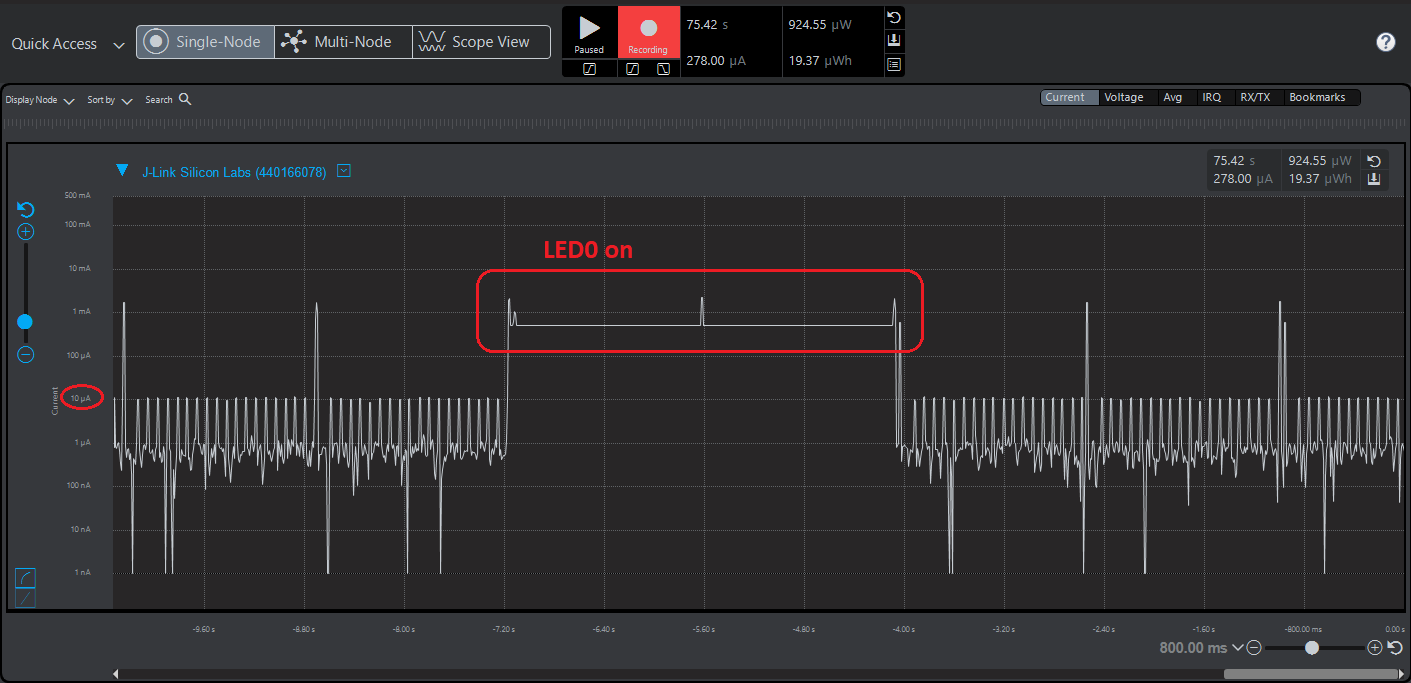 Quick Access
Single-Node
Multi-Node
Scope View
Paused
Recording
75.42 s
278.00 µA
924.55 µW
19.37 µWh
?
Display Node
Sort by
Search
Current
Voltage
Avg
IRQ
RX/TX
Bookmarks
J-Link Silicon Labs (440166078)
75.42 s
278.00 µA
924.55 µW
19.37 µWh
LED0 on
500 mA
100 mA
10 mA
1 mA
100 µA
10 µA
1 µA
100 nA
10 nA
1 nA
Current
-9.60 s
-8.80 s
-8.00 s
-7.20 s
-6.40 s
-5.60 s
-4.80 s
-4.00 s
-3.20 s
-2.40 s
-1.60 s
-800.00 ms
0.00 s
800.00 ms